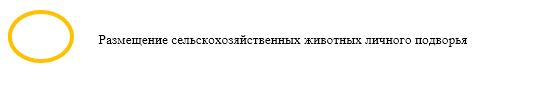 Размещение сельскохозяйственных животных личного подворья